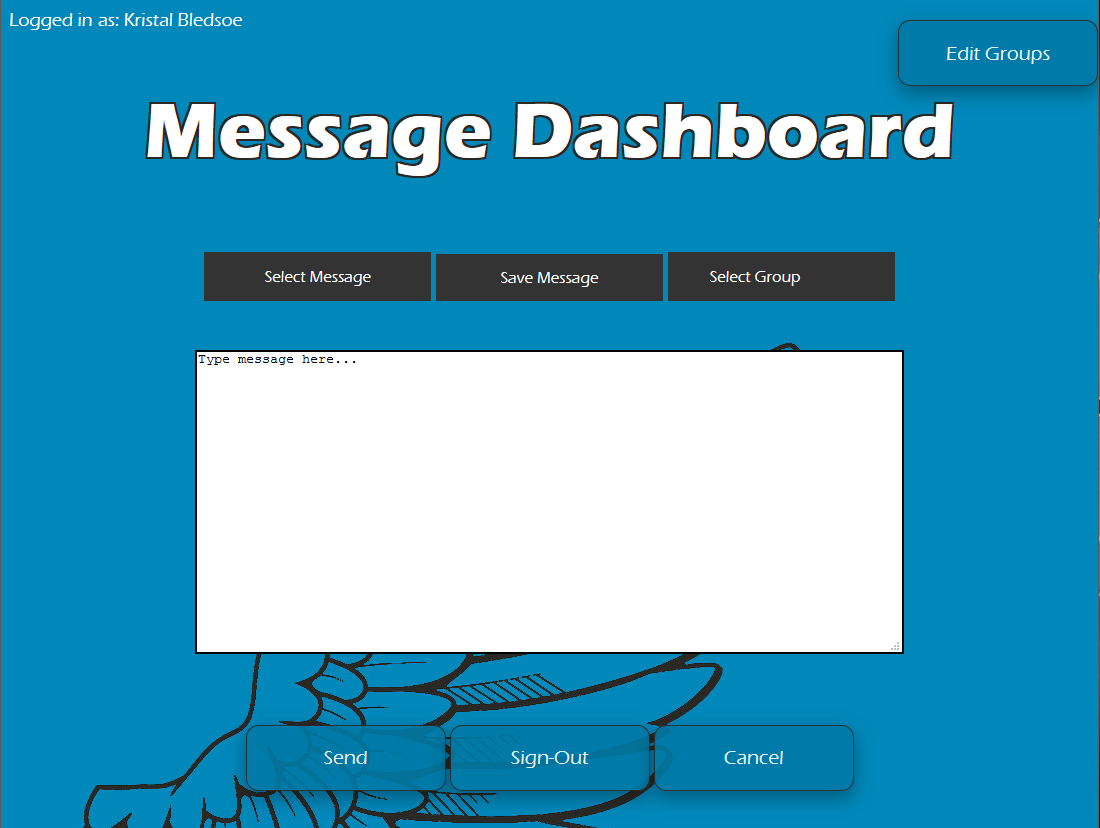 Logged in as: Kristal Bledsoe
Edit Groups
Message Dashboard
Select Message
Save Message
Select Group
Type message here...
Send
Sign-Out
Cancel